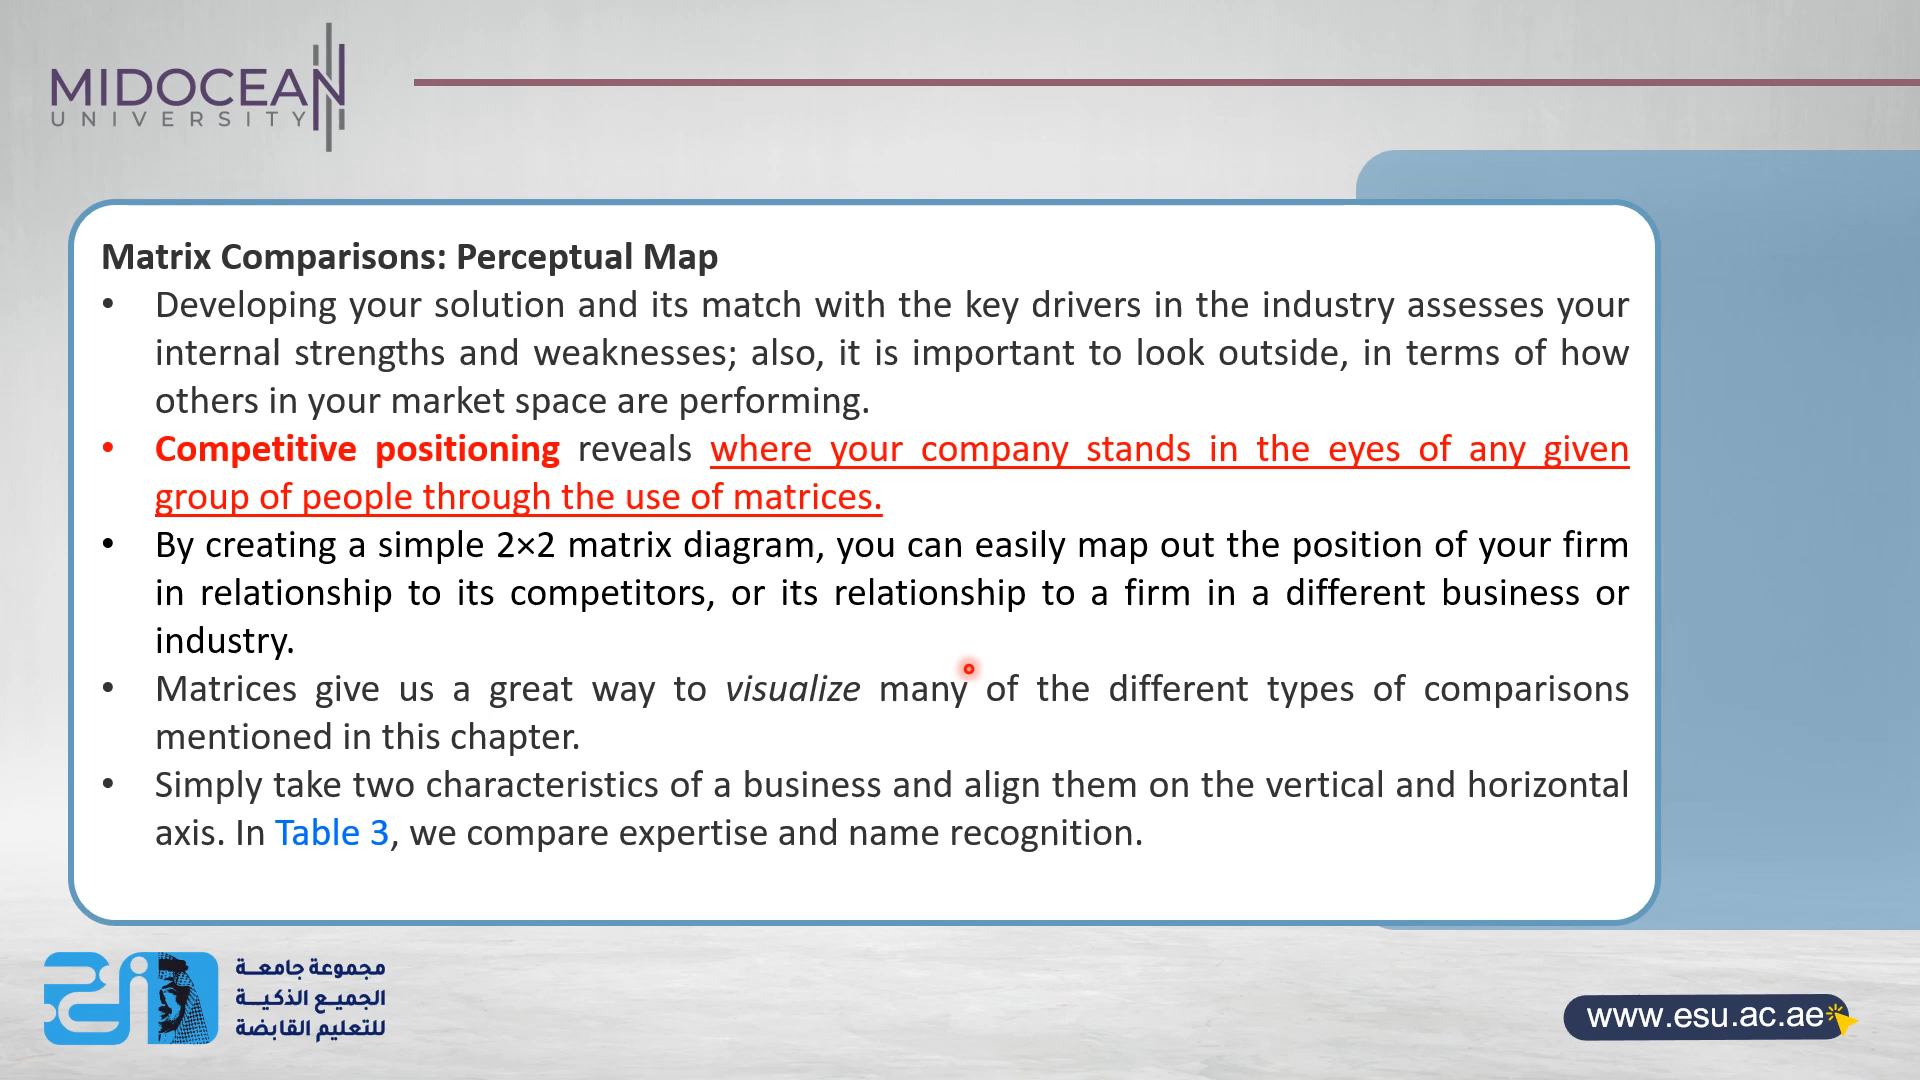 MIDOCEAN
UNIVERSITY
Matrix Comparisons: Perceptual Map
• Developing your solution and its match with the key drivers in the industry assesses your
internal strengths and weaknesses; also, it is important to look outside, in terms of how
others in your market space are performing.
• Competitive positioning reveals where your company stands in the eyes of any given
group of people through the use of matrices.
• By creating a simple 2×2 matrix diagram, you can easily map out the position of your firm
in relationship to its competitors, or its relationship to a firm in a different business or
industry.
• Matrices give us a great way to visualize many of the different types of comparisons
mentioned in this chapter.
• Simply take two characteristics of a business and align them on the vertical and horizontal
axis. In Table 3, we compare expertise and name recognition.
مجموعة جامعـــة
الجميـع الذكيـــة
للتعليم القابضة
www.esu.ac.ae